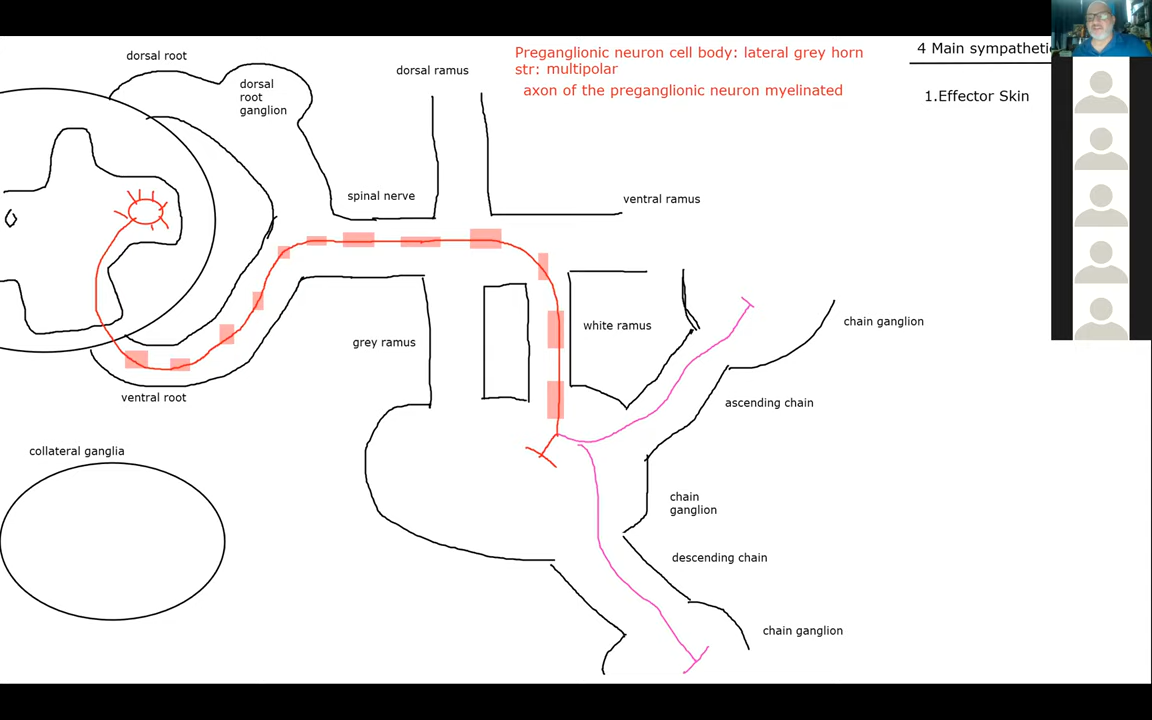 Preganglionic neuron cell body: lateral grey horn
str: multipolar
axon of the preganglionic neuron myelinated
4 Main sympathetic
1.Effector Skin
dorsal root
dorsal
root
ganglion
dorsal ramus
spinal nerve
ventral ramus
grey ramus
white ramus
chain ganglion
ventral root
ascending chain
collateral ganglia
chain
ganglion
descending chain
chain ganglion